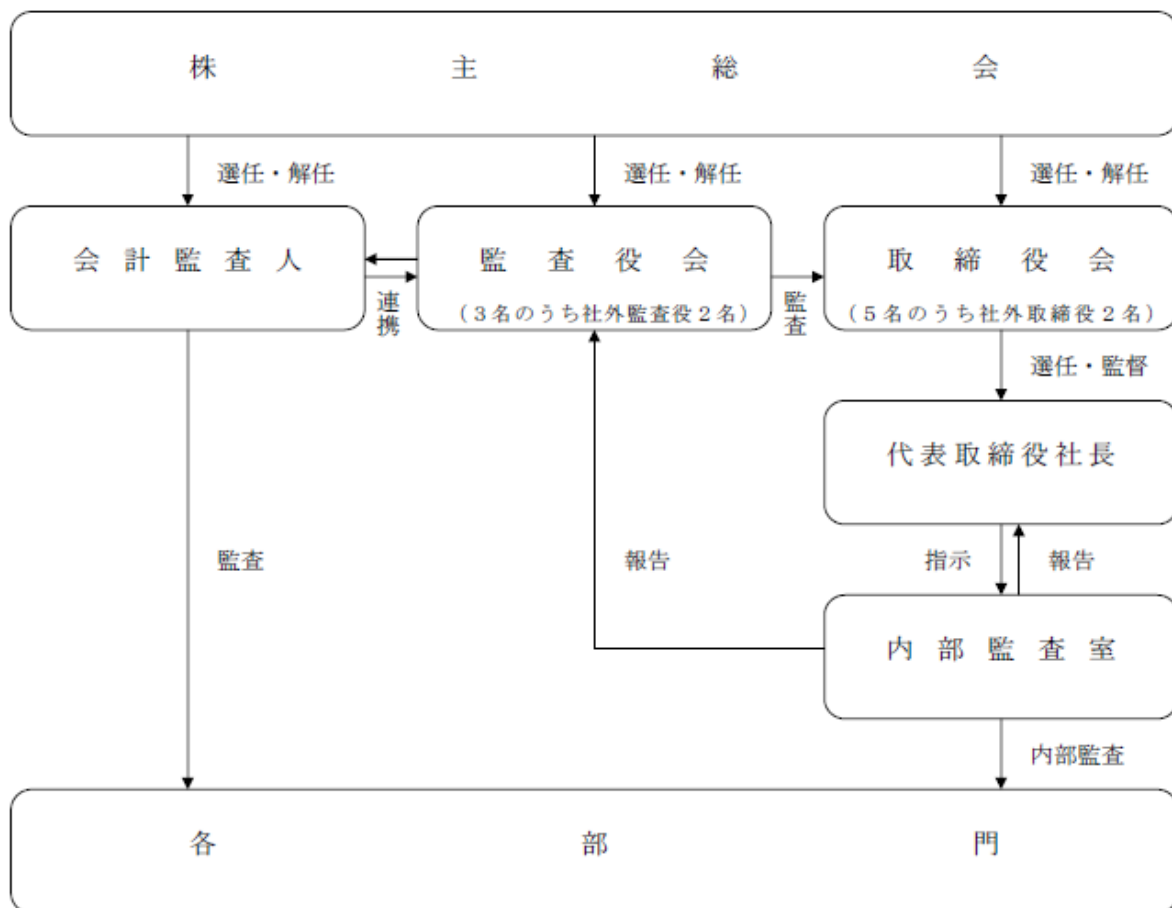 株主総会
選任・解任
選任・解任
選任・解任
会計監査人
連携
監査役会
(3名のうち社外監査役2名)
監査
取締役会
(5名のうち社外取締役2名)
選任・監督
代表取締役社長
監査
報告
指示
報告
内部監査室
内部監査
各部門